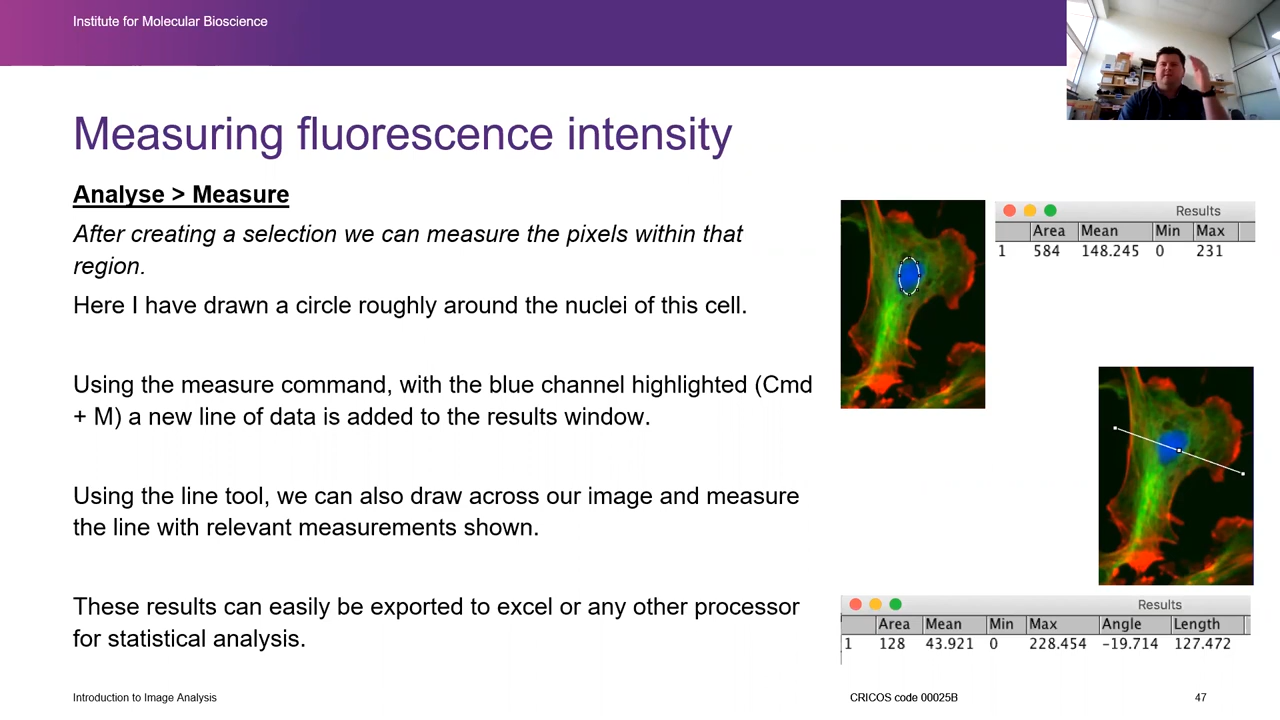 Institute for Molecular Bioscience
Measuring fluorescence intensity
Analyse > Measure
After creating a selection we can measure the pixels within that
region.
Here I have drawn a circle roughly around the nuclei of this cell.
Using the measure command, with the blue channel highlighted (Cmd
+ M) a new line of data is added to the results window.
Using the line tool, we can also draw across our image and measure
the line with relevant measurements shown.
These results can easily be exported to excel or any other processor
for statistical analysis.
Results
Area Mean Min Max
1 584 148.245 0 231
Results
Area Mean Min Max Angle Length
1 128 43.921 0 228.454 -19.714 127.472
Introduction to Image Analysis
CRICOS code 00025B
47